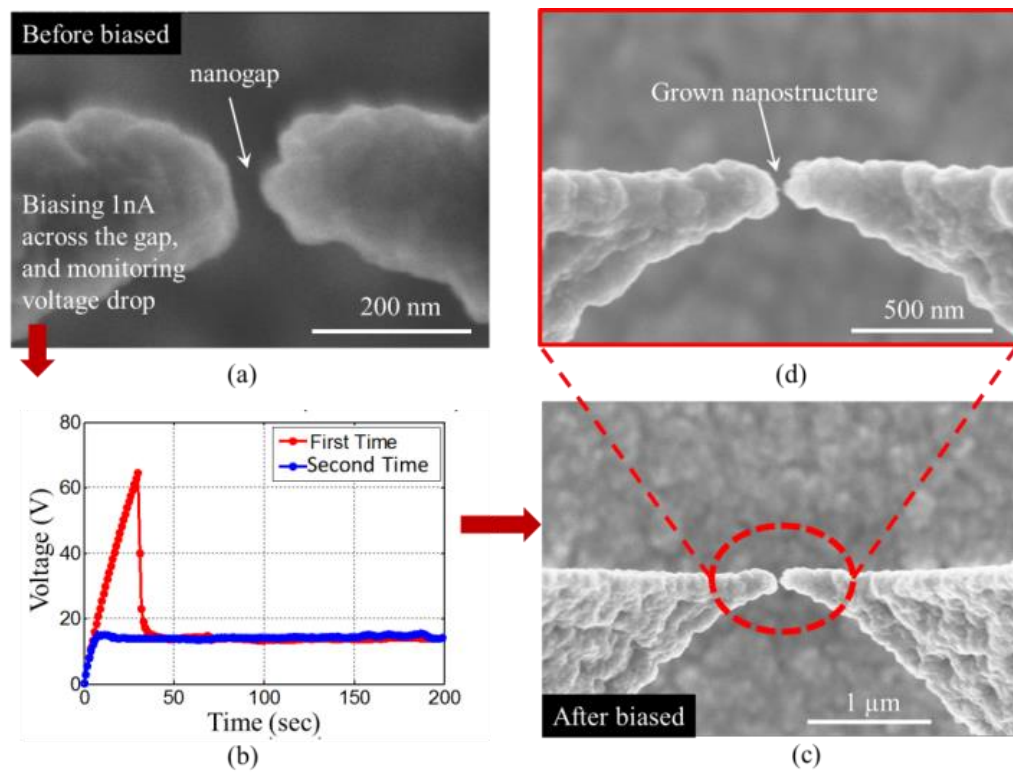 Before biased
nanogap
Biasing 1nA
across the gap,
and monitoring
voltage drop
200 nm
(a)
Grown nanostructure
500 nm
(d)
80
60
40
20
0
Voltage (V)
First Time
Second Time
0
50
100
150
200
Time (sec)
(b)
After biased
1 µm
(c)